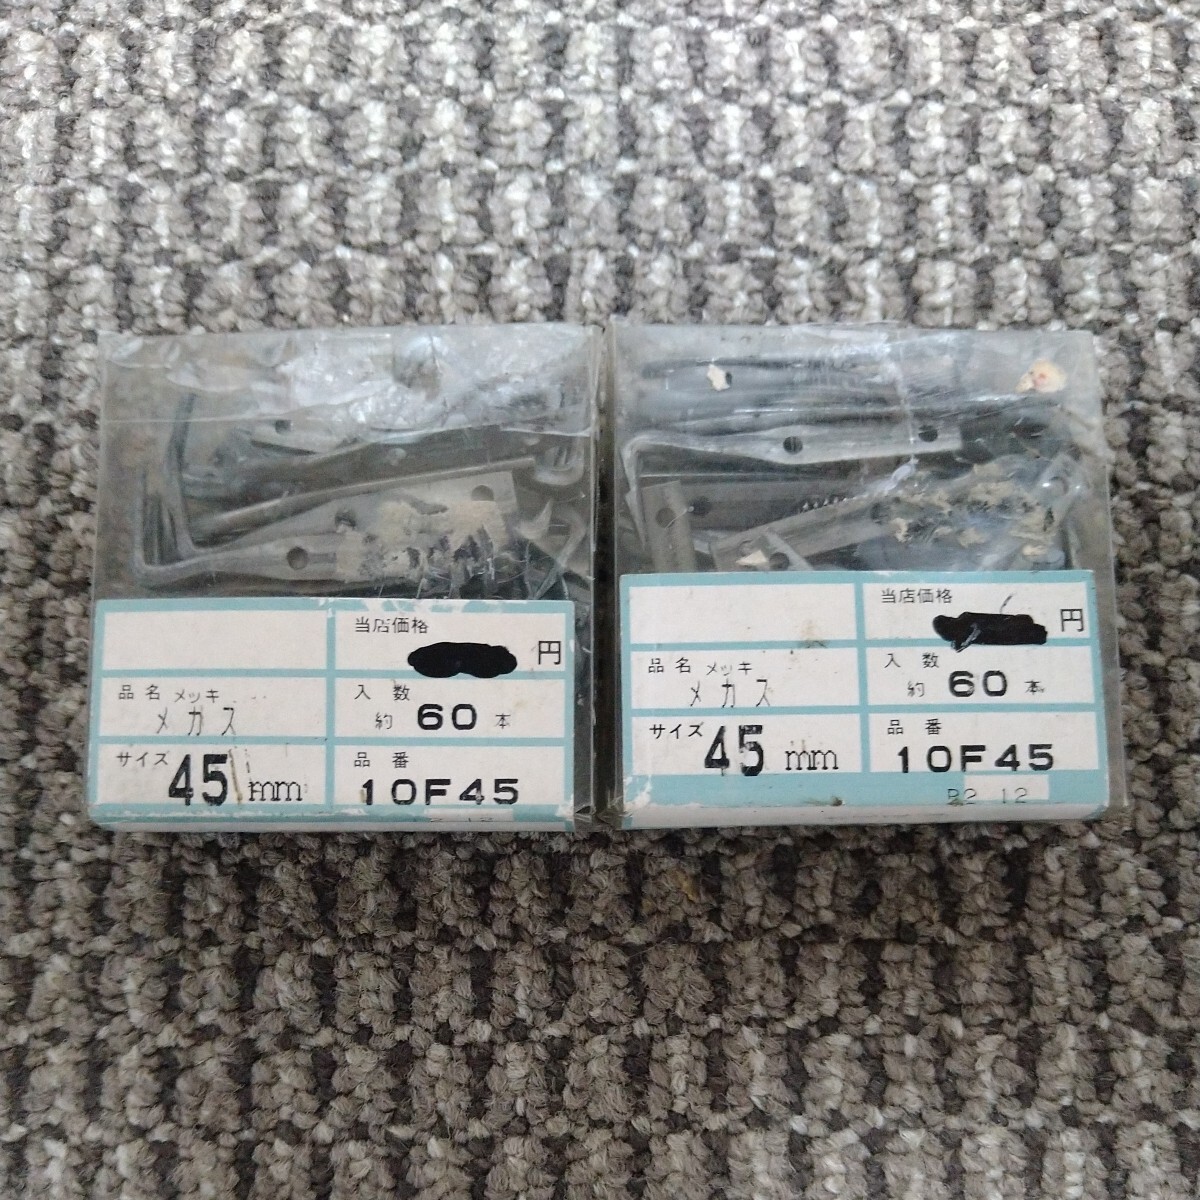 当店価格
円
品名 メッキ
メカス
入数
約 60 本
サイズ 45 mm
品番
10F45
当店価格
円
品名 メッキ
メカス
入数
約 60 本
サイズ 45 mm
品番
10F45